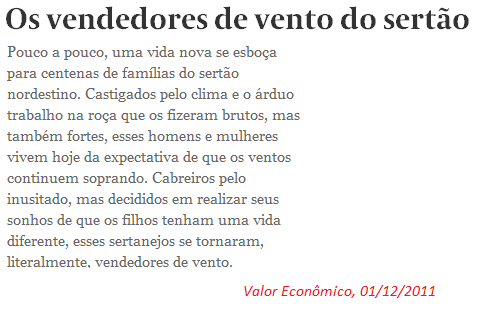 Os vendedores de vento do sertão
Pouco a pouco, uma vida nova se esboça
para centenas de famílias do sertão
nordestino. Castigados pelo clima e o árduo
trabalho na roça que os fizeram brutos, mas
também fortes, esses homens e mulheres
vivem hoje da expectativa de que os ventos
continuem soprando. Cabreiros pelo
inusitado, mas decididos em realizar seus
sonhos de que os filhos tenham uma vida
diferente, esses sertanejos se tornaram,
literalmente, vendedores de vento.
Valor Econômico, 01/12/2011